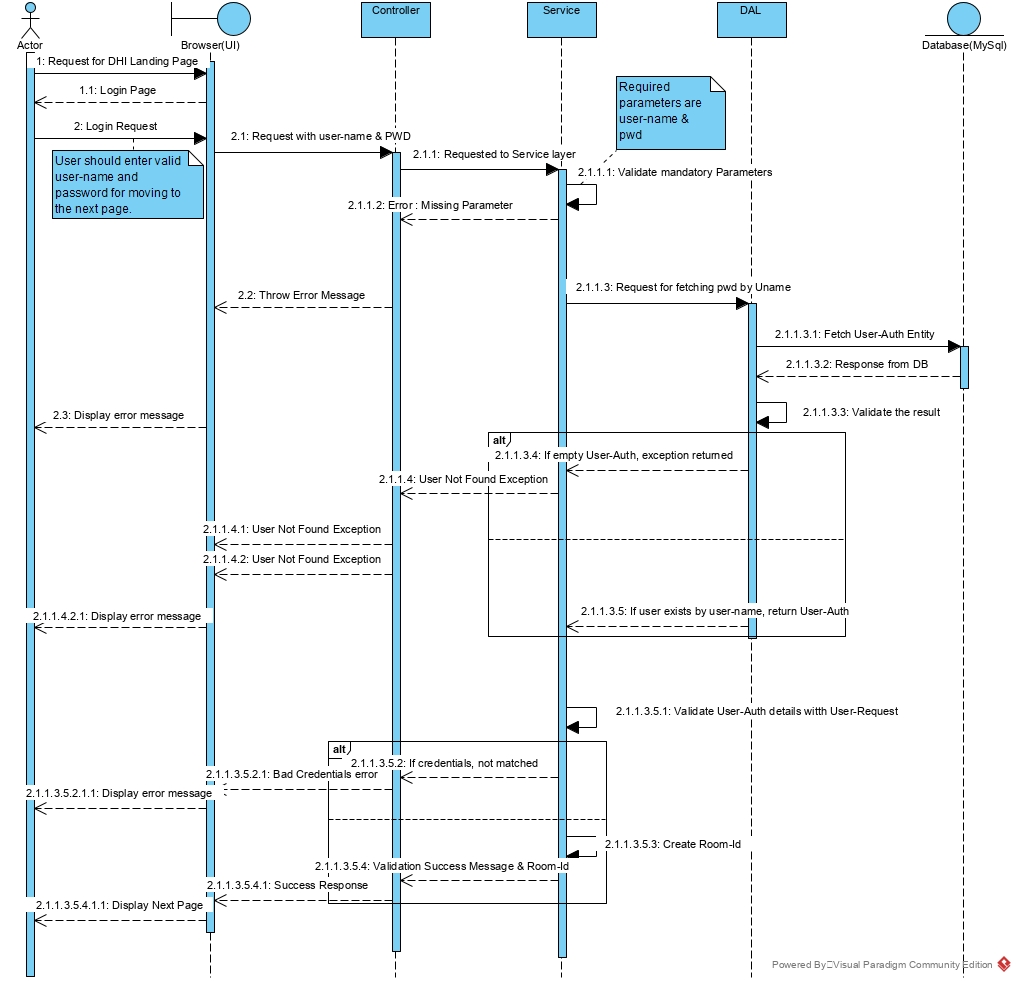 Controller
Service
DAL
Actor
Browser(UI)
Database(MySql)
1: Request for DHI Landing Page
1.1: Login Page
2: Login Request
User should enter valid
user-name and
password for moving to
the next page.
2.1: Request with user-name & PWD
2.1.1: Requested to Service layer
Required
parameters are
user-name &
pwd
2.1.1.1: Validate mandatory Parameters
2.1.1.2: Error : Missing Parameter
2.2: Throw Error Message
2.1.1.3: Request for fetching pwd by Uname
2.1.1.3.1: Fetch User-Auth Entity
2.1.1.3.2: Response from DB
2.3: Display error message
2.1.1.3.3: Validate the result
alt
2.1.1.3.4: If empty User-Auth, exception returned
2.1.1.4: User Not Found Exception
2.1.1.4.1: User Not Found Exception
2.1.1.4.2: User Not Found Exception
2.1.1.4.2.1: Display error message
2.1.1.3.5: If user exists by user-name, return User-Auth
2.1.1.3.5.1: Validate User-Auth details witth User-Request
alt
2.1.1.3.5.2: If credentials, not matched
2.1.1.3.5.2.1: Bad Credentials error
2.1.1.3.5.2.1.1: Display error message
2.1.1.3.5.3: Create Room-Id
2.1.1.3.5.4: Validation Success Message & Room-Id
2.1.1.3.5.4.1: Success Response
2.1.1.3.5.4.1.1: Display Next Page
Powered By Visual Paradigm Community Edition